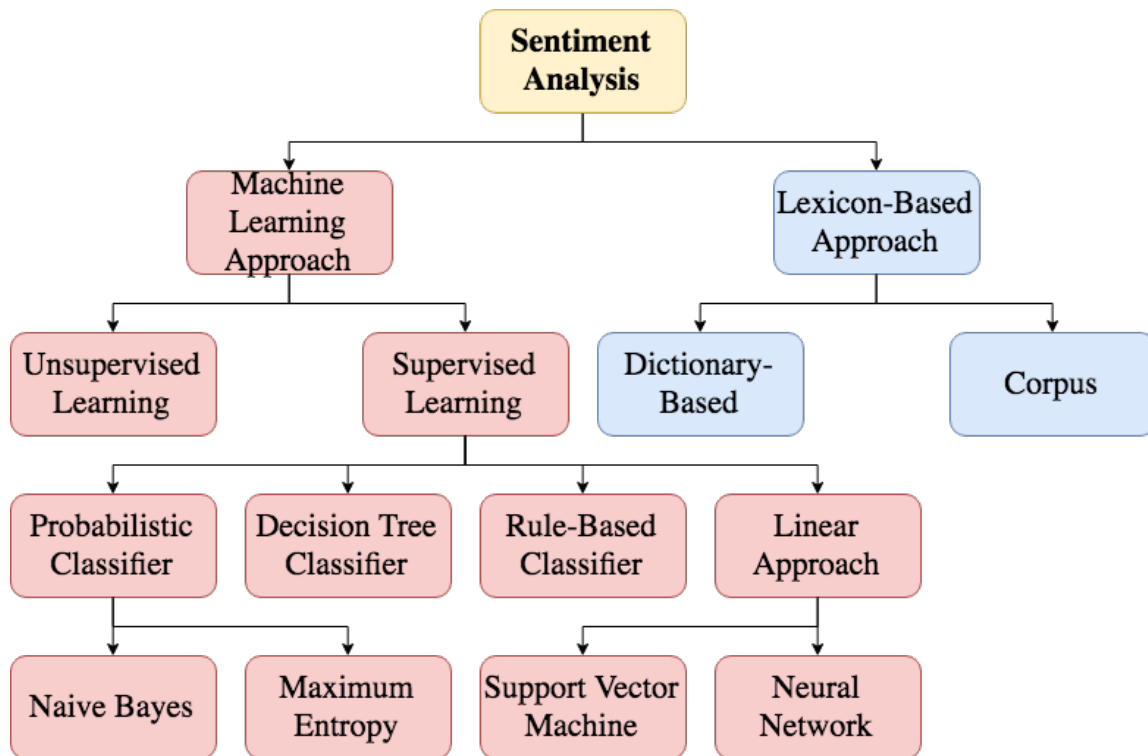 Sentiment
Analysis
Machine
Learning
Approach
Lexicon-Based
Approach
Unsupervised
Learning
Supervised
Learning
Dictionary-
Based
Corpus
Probabilistic
Classifier
Decision Tree
Classifier
Rule-Based
Classifier
Linear
Approach
Naive Bayes
Maximum
Entropy
Support Vector
Machine
Neural
Network